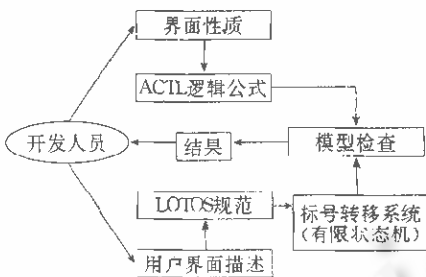 界面性质
ACTL逻辑公式
开发人员
结果
模型检查
LOTOS规范
标号转移系统
(有限状态机)
用户界面描述